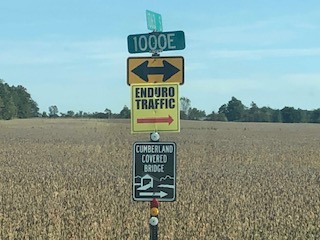 1000E
ENDURO
TRAFFIC
CUMBERLAND
COVERED
BRIDGE